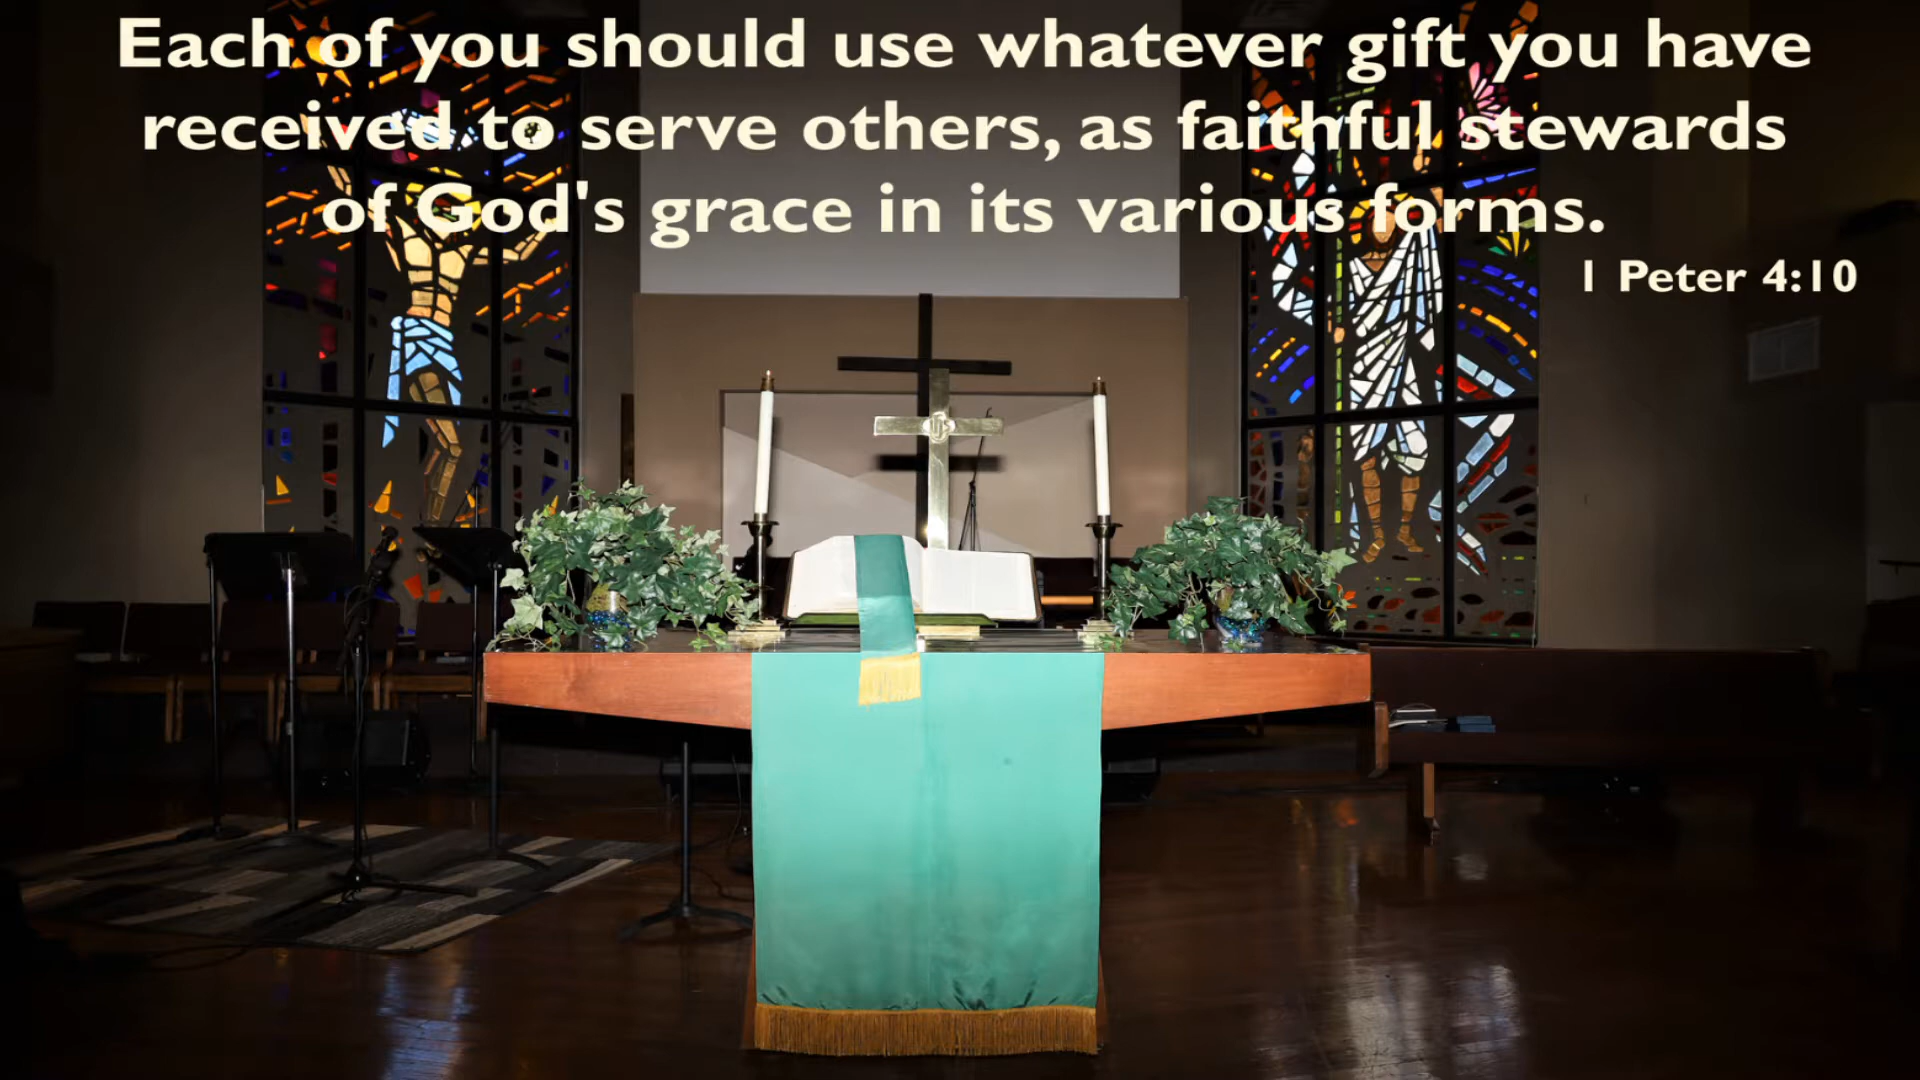 Each of you should use whatever gift you have
received to serve others, as faithful stewards
of God's grace in its various forms.
1 Peter 4:10